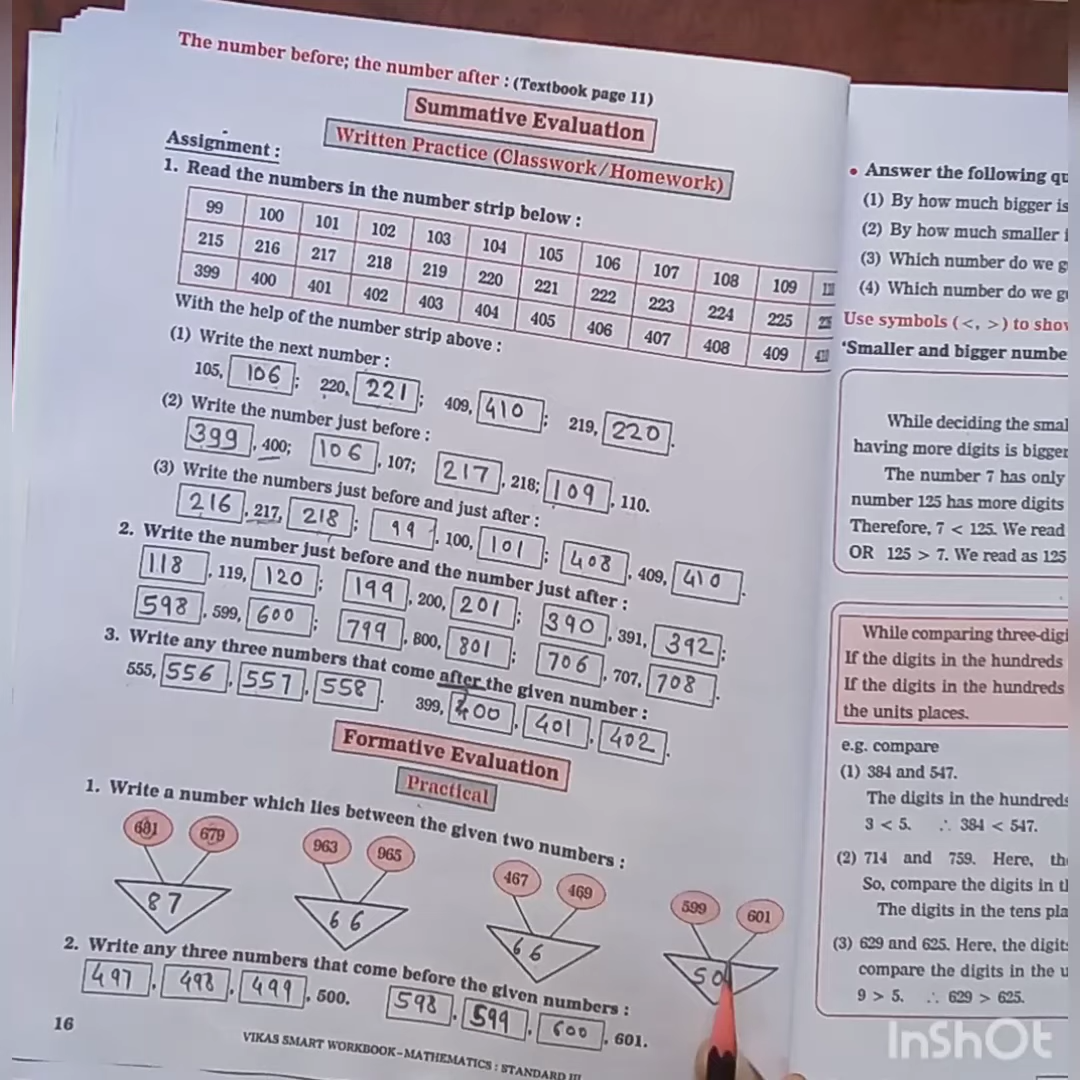 The number before; the number after : (Textbook page 11)
Summative Evaluation
Written Practice (Classwork/Homework)
Assignment :
1. Read the numbers in the number strip below :
99 100 101 102 103 104 105 106 107 108 109
215 216 217 218 219 220 221 222 223 224 225
399 400 401 402 403 404 405 406 407 408 409 410
With the help of the number strip above :
(1) Write the next number :
105, 106; 220, 221; 409, 410; 219, 220.
(2) Write the number just before :
399, 400; 106, 107; 217, 218; 109, 110.
(3) Write the numbers just before and just after :
216, 217, 218; 99, 100, 101; 408, 409, 410.
2. Write the number just before and the number just after :
118, 119, 120; 199, 200, 201; 390, 391, 392;
598, 599, 600; 799, 800, 801; 706, 707, 708.
3. Write any three numbers that come after the given number :
555, 556, 557, 558. 399, 400, 401, 402.
Formative Evaluation
Practical
1. Write a number which lies between the given two numbers :
681 679 963 965 467 469 599 601
87 66 66 50
2. Write any three numbers that come before the given numbers :
497, 498, 499, 500. 598, 599, 600, 601.
16
VIKAS SMART WORKBOOK–MATHEMATICS : STANDARD III
• Answer the following
(1) By how much bigger is
(2) By how much smaller
(3) Which number do we
(4) Which number do we
Use symbols (<, >) to
'Smaller and bigger
While deciding the
having more digits is bigger
The number 7 has only
number 125 has more digits
Therefore, 7 < 125. We read
OR 125 > 7. We read as 125
While comparing
If the digits in the hundreds
If the digits in the hundreds
the units places.
e.g. compare
(1) 384 and 547.
The digits in the
3 < 5. ∴ 384 < 547.
(2) 714 and 759. Here,
So, compare the digits in
The digits in the tens
(3) 629 and 625. Here, the
compare the digits in the
9 > 5. ∴ 629 > 625.
InShOt